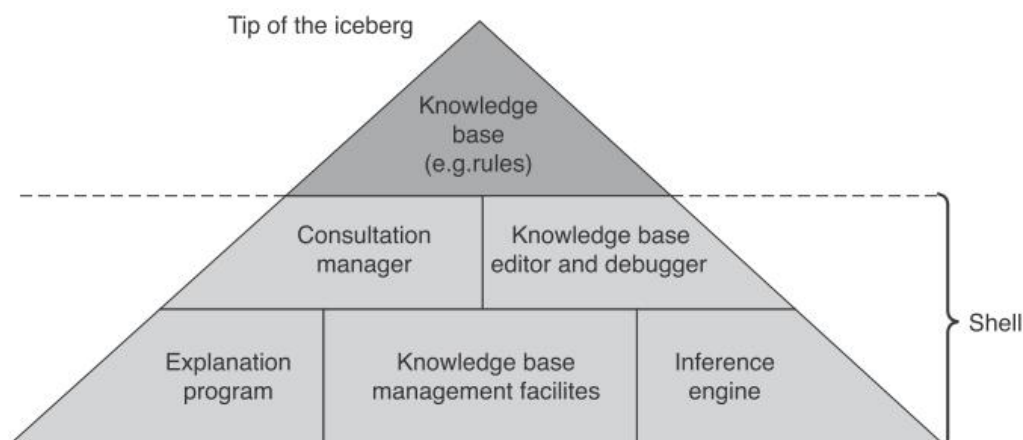 Tip of the iceberg
Knowledge
base
(e.g.rules)
Consultation
manager
Knowledge base
editor and debugger
Shell
Explanation
program
Knowledge base
management facilites
Inference
engine